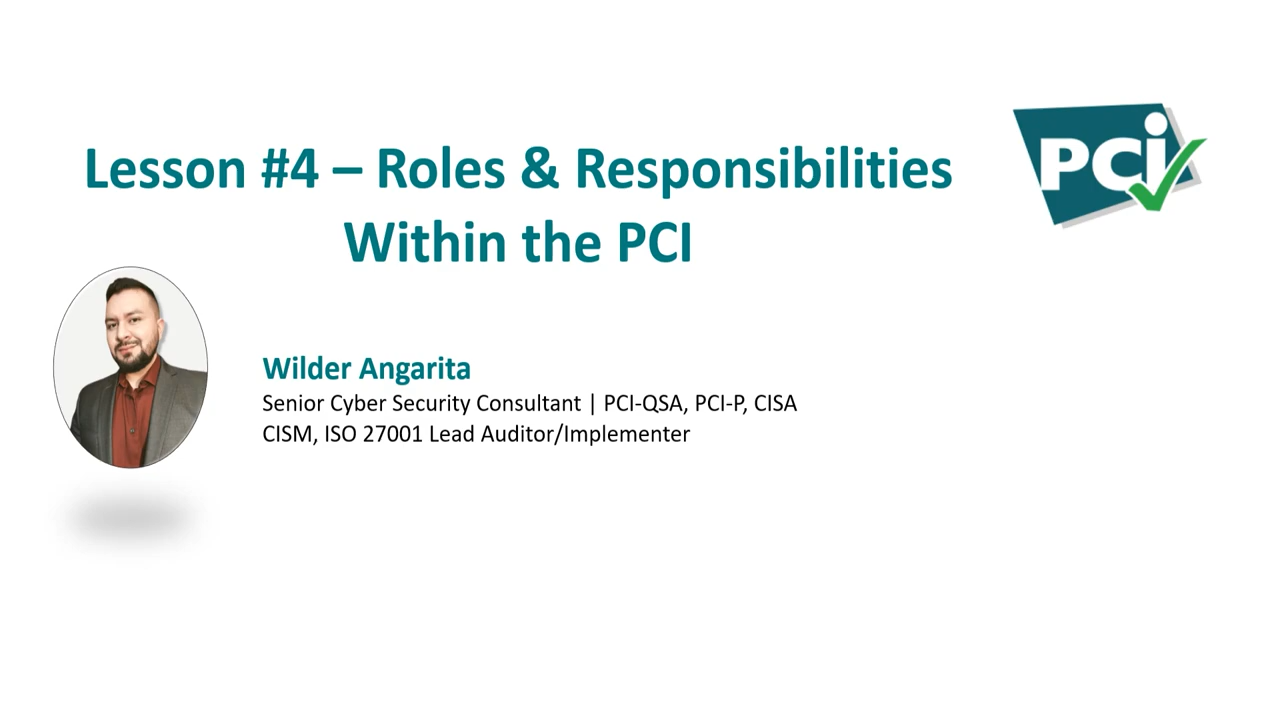 Lesson #4 – Roles & Responsibilities
Within the PCI
PCi
Wilder Angarita
Senior Cyber Security Consultant | PCI-QSA, PCI-P, CISA
CISM, ISO 27001 Lead Auditor/Implementer